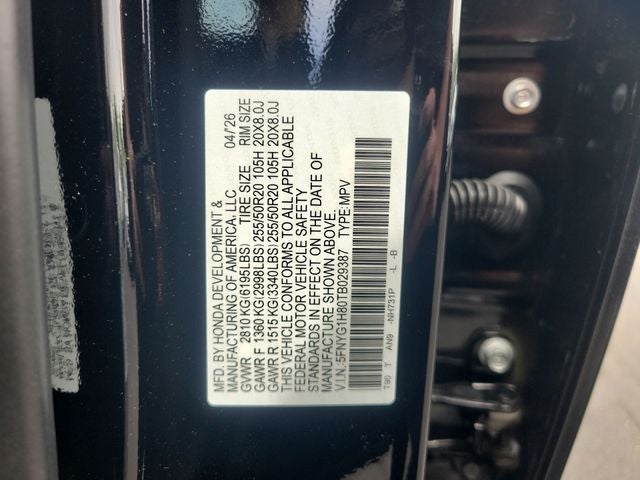 MFD. BY HONDA DEVELOPMENT &
MANUFACTURING OF AMERICA, LLC 04/'26
GVWR 2810 KG(6195LBS) TIRE SIZE RIM SIZE
GAWR F 1360 KG(2998LBS) 255/50R20 105H 20X8.0J
GAWR R 1515 KG(3340LBS) 255/50R20 105H 20X8.0J
THIS VEHICLE CONFORMS TO ALL APPLICABLE
FEDERAL MOTOR VEHICLE SAFETY
STANDARDS IN EFFECT ON THE DATE OF
MANUFACTURE SHOWN ABOVE.
V.I.N.:5FNYG1H80TB029387 TYPE:MPV
T90 T AN9 -NH731P -L -B